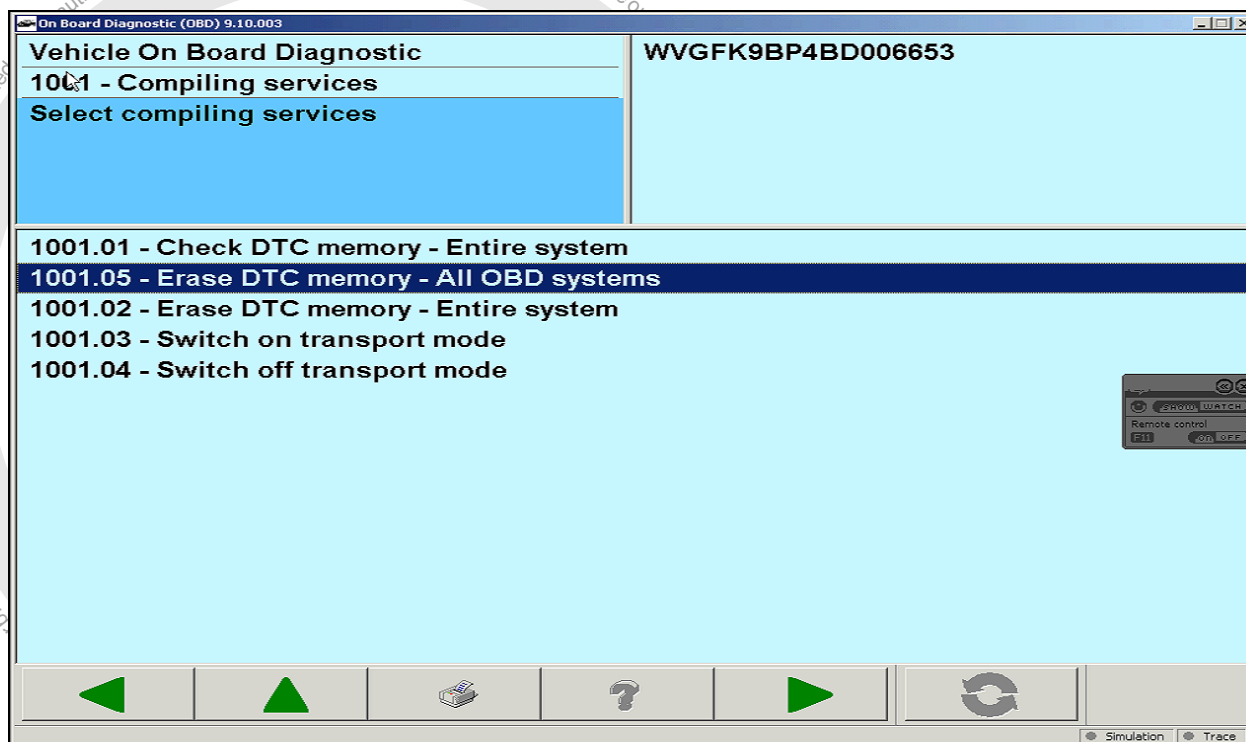 On Board Diagnostic (OBD) 9.10.003
Vehicle On Board Diagnostic
1001 - Compiling services
Select compiling services
WVGFK9BP4BD006653
1001.01 - Check DTC memory - Entire system
1001.05 - Erase DTC memory - All OBD systems
1001.02 - Erase DTC memory - Entire system
1001.03 - Switch on transport mode
1001.04 - Switch off transport mode
SHOW WATCH
Remote control
F11 on OFF
Simulation
Trace